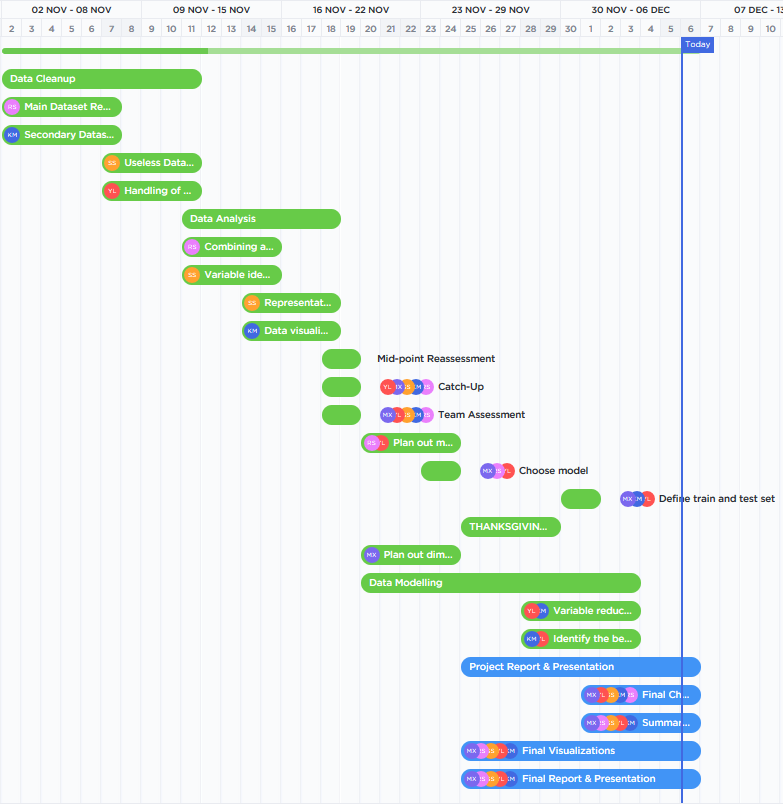 02 NOV - 08 NOV 09 NOV - 15 NOV 16 NOV - 22 NOV 23 NOV - 29 NOV 30 NOV - 06 DEC 07 DEC - 13
2 3 4 5 6 7 8 9 10 11 12 13 14 15 16 17 18 19 20 21 22 23 24 25 26 27 28 29 30 1 2 3 4 5 6 7 8 9 10
Today
Data Cleanup
RS Main Dataset Re...
KM Secondary Datas...
SS Useless Data...
YL Handling of ...
Data Analysis
RS Combining a...
SS Variable ide...
SS Representat...
KM Data visuali...
Mid-point Reassessment
YL Catch-Up
MX Team Assessment
RS Plan out m...
MX Choose model
MX Define train and test set
THANKSGIVIN...
MX Plan out dim...
Data Modelling
YL Variable reduc...
KM Identify the be...
Project Report & Presentation
MX Final Ch...
MX Summar...
MX Final Visualizations
MX Final Report & Presentation